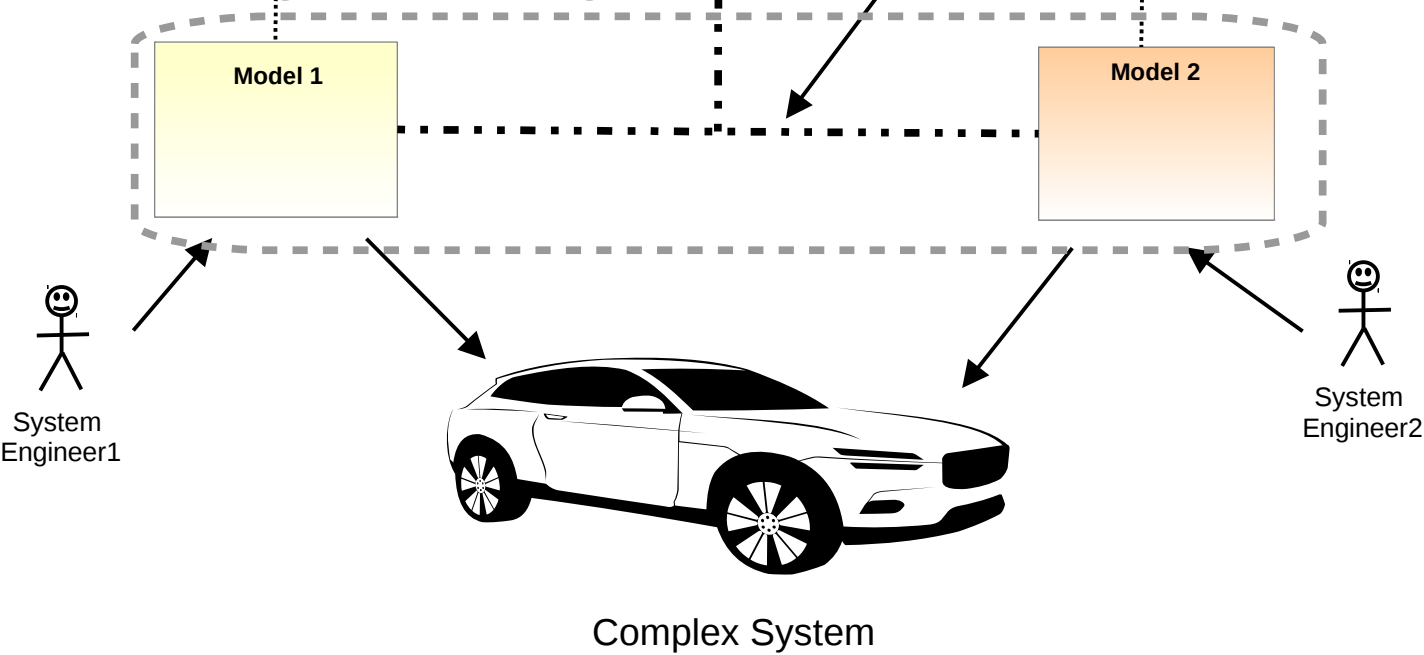 Model 1
Model 2
System
Engineer1
System
Engineer2
Complex System